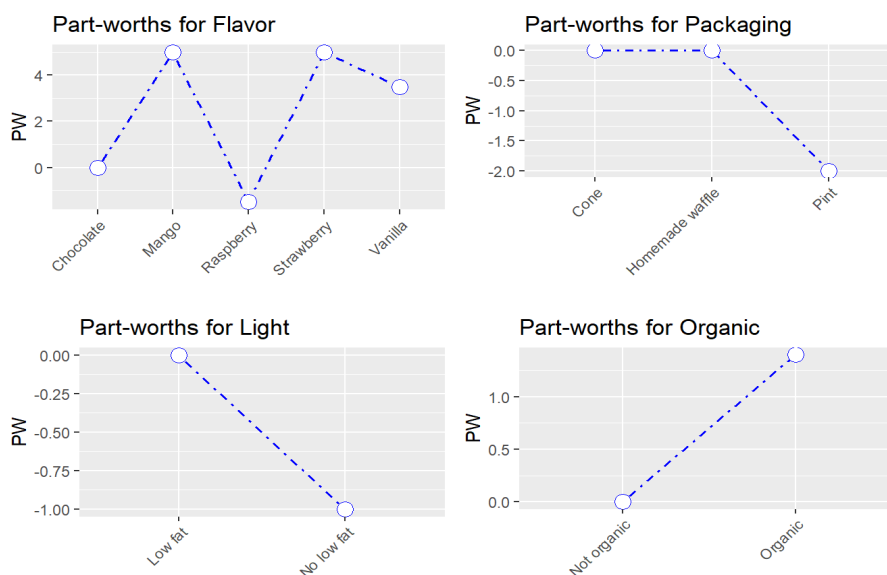 Part-worths for Flavor
PW
4
2
0
Chocolate
Mango
Raspberry
Strawberry
Vanilla
Part-worths for Packaging
PW
0.0
-0.5
-1.0
-1.5
-2.0
Cone
Homemade waffle
Pint
Part-worths for Light
PW
0.00
-0.25
-0.50
-0.75
-1.00
Low fat
No low fat
Part-worths for Organic
PW
1.0
0.5
0.0
Not organic
Organic